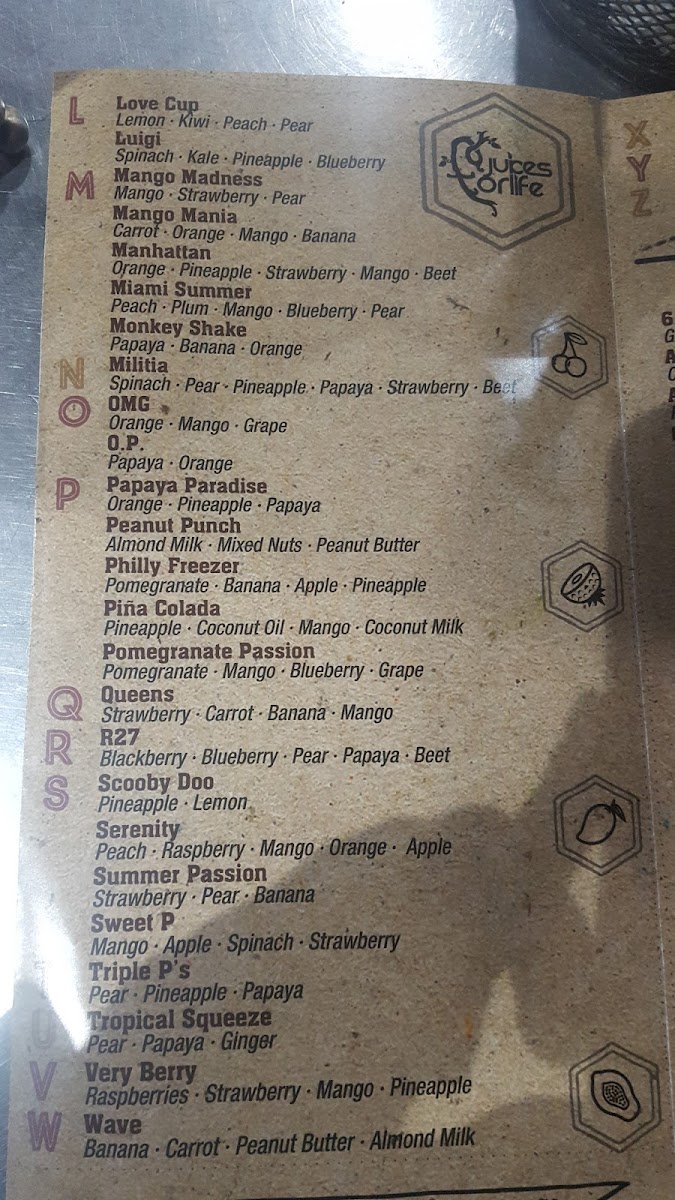 L
Love Cup
Lemon · Kiwi · Peach · Pear
Luigi
Spinach · Kale · Pineapple · Blueberry
M
Mango Madness
Mango · Strawberry · Pear
Mango Mania
Carrot · Orange · Mango · Banana
Manhattan
Orange · Pineapple · Strawberry · Mango · Beet
Miami Summer
Peach · Plum · Mango · Blueberry · Pear
Monkey Shake
Papaya · Banana · Orange
N
Militia
Spinach · Pear · Pineapple · Papaya · Strawberry · Beet
O
OMG
Orange · Mango · Grape
O.P.
Papaya · Orange
P
Papaya Paradise
Orange · Pineapple · Papaya
Peanut Punch
Almond Milk · Mixed Nuts · Peanut Butter
Philly Freezer
Pomegranate · Banana · Apple · Pineapple
Piña Colada
Pineapple · Coconut Oil · Mango · Coconut Milk
Pomegranate Passion
Pomegranate · Mango · Blueberry · Grape
Q
Queens
Strawberry · Carrot · Banana · Mango
R
R27
Blackberry · Blueberry · Pear · Papaya · Beet
S
Scooby Doo
Pineapple · Lemon
Serenity
Peach · Raspberry · Mango · Orange · Apple
Summer Passion
Strawberry · Pear · Banana
Sweet P
Mango · Apple · Spinach · Strawberry
Triple P's
Pear · Pineapple · Papaya
U
Tropical Squeeze
Pear · Papaya · Ginger
V
Very Berry
Raspberries · Strawberry · Mango · Pineapple
W
Wave
Banana · Carrot · Peanut Butter · Almond Milk
Juices
Forlife
X
Y
Z
6
G
A